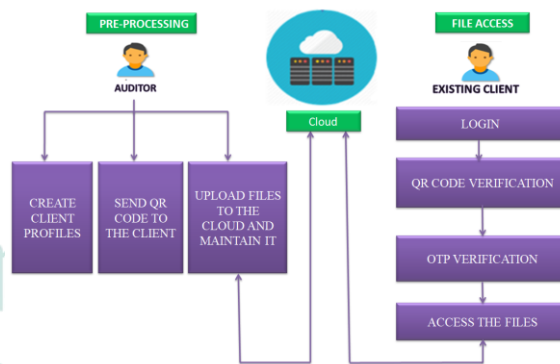 PRE-PROCESSING
AUDITOR
CREATE
CLIENT
PROFILES
SEND QR
CODE TO
THE CLIENT
UPLOAD FILES
TO THE
CLOUD AND
MAINTAIN IT
Cloud
FILE ACCESS
EXISTING CLIENT
LOGIN
QR CODE VERIFICATION
OTP VERIFICATION
ACCESS THE FILES